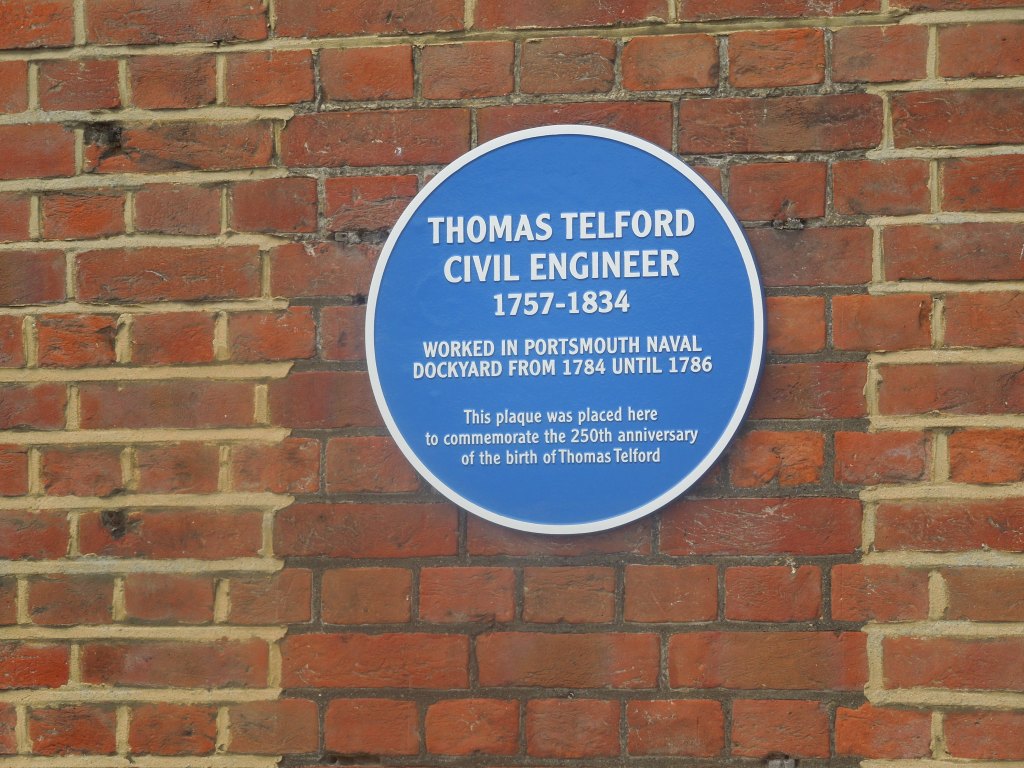 THOMAS TELFORD
CIVIL ENGINEER
1757-1834
WORKED IN PORTSMOUTH NAVAL
DOCKYARD FROM 1784 UNTIL 1786
This plaque was placed here
to commemorate the 250th anniversary
of the birth of Thomas Telford